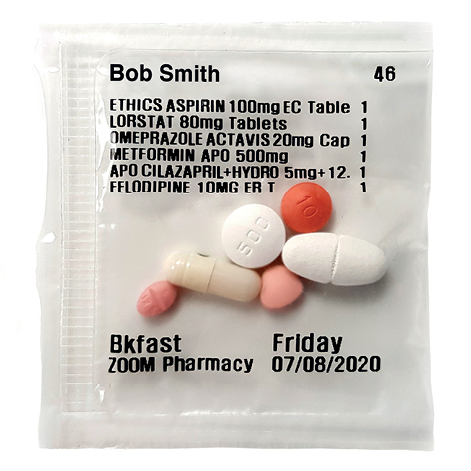 Bob Smith 46
ETHICS ASPIRIN 100mg EC Table 1
LORSTAT 80mg Tablets 1
OMEPRAZOLE ACTAVIS 20mg Cap 1
METFORMIN APO 500mg 1
APO CILAZAPRIL+HYDRO 5mg+12. 1
FELODIPINE 10MG ER T 1
10
500
Bkfast Friday
ZOOM Pharmacy 07/08/2020